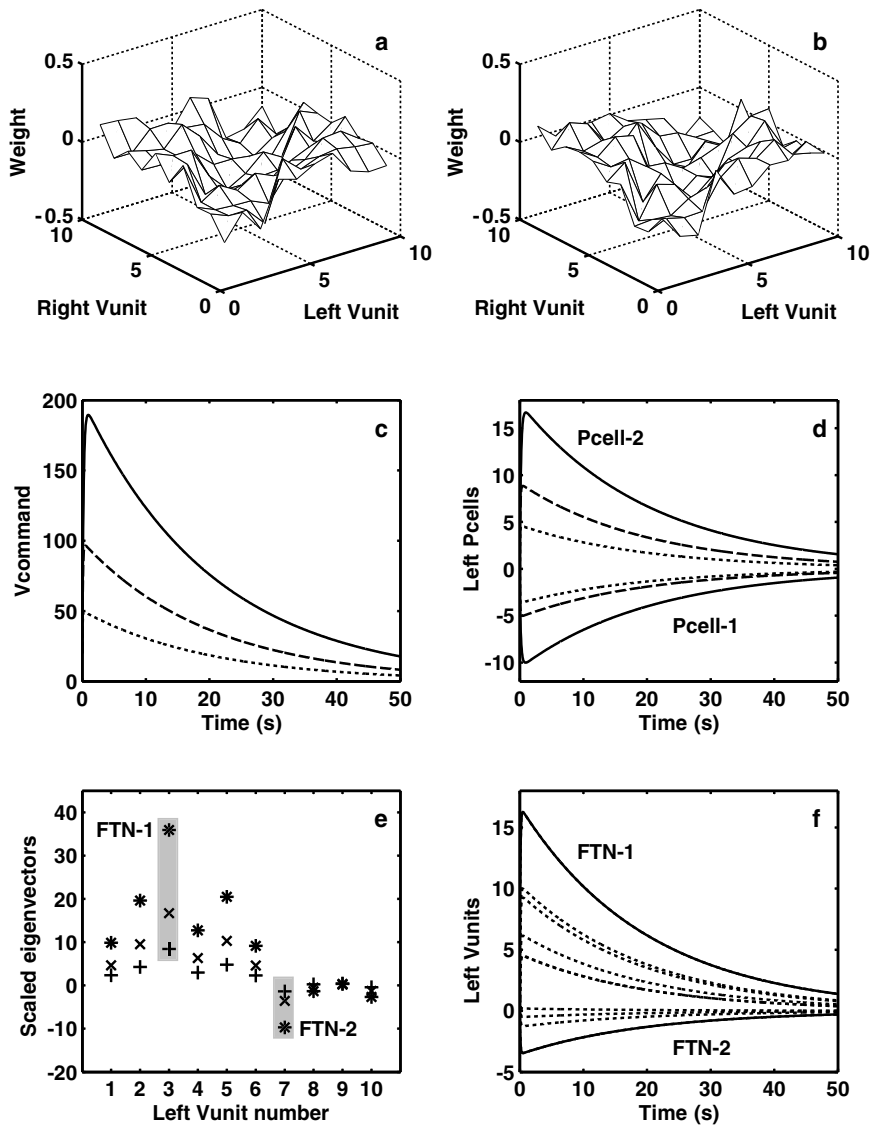 a
0.5
0
-0.5
Weight
10
5
0
Right Vunit
0
5
10
Left Vunit
b
0.5
0
-0.5
Weight
10
5
0
Right Vunit
0
5
10
Left Vunit
c
200
150
100
50
0
Vcommand
0 10 20 30 40 50
Time (s)
d
Pcell-2
15
10
5
0
-5
-10
Left Pcells
Pcell-1
0 10 20 30 40 50
Time (s)
e
40
30
20
10
0
-10
-20
Scaled eigenvectors
FTN-1
FTN-2
1 2 3 4 5 6 7 8 9 10
Left Vunit number
f
15
10
5
0
-5
Left Vunits
FTN-1
FTN-2
0 10 20 30 40 50
Time (s)